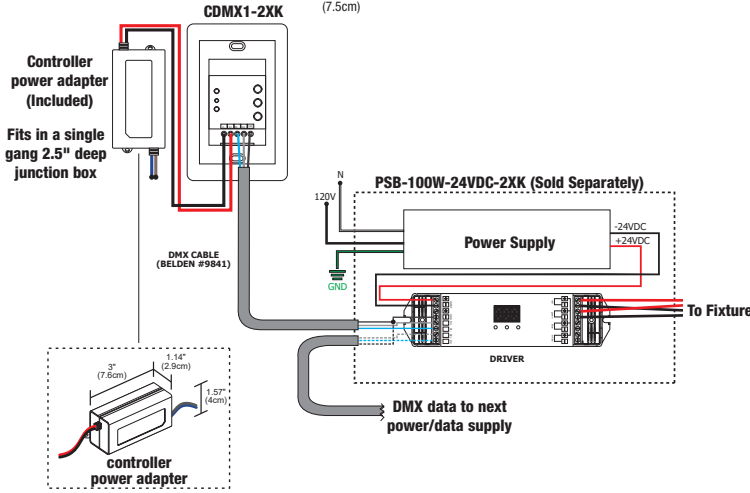 CDMX1-2XK
(7.5cm)
Controller
power adapter
(Included)
Fits in a single
gang 2.5" deep
junction box
N
120V
PSB-100W-24VDC-2XK (Sold Separately)
-24VDC
+24VDC
Power Supply
GND
DMX CABLE
(BELDEN #9841)
To Fixture
DRIVER
DMX data to next
power/data supply
3"
(7.6cm)
1.14"
(2.9cm)
1.57"
(4cm)
controller
power adapter